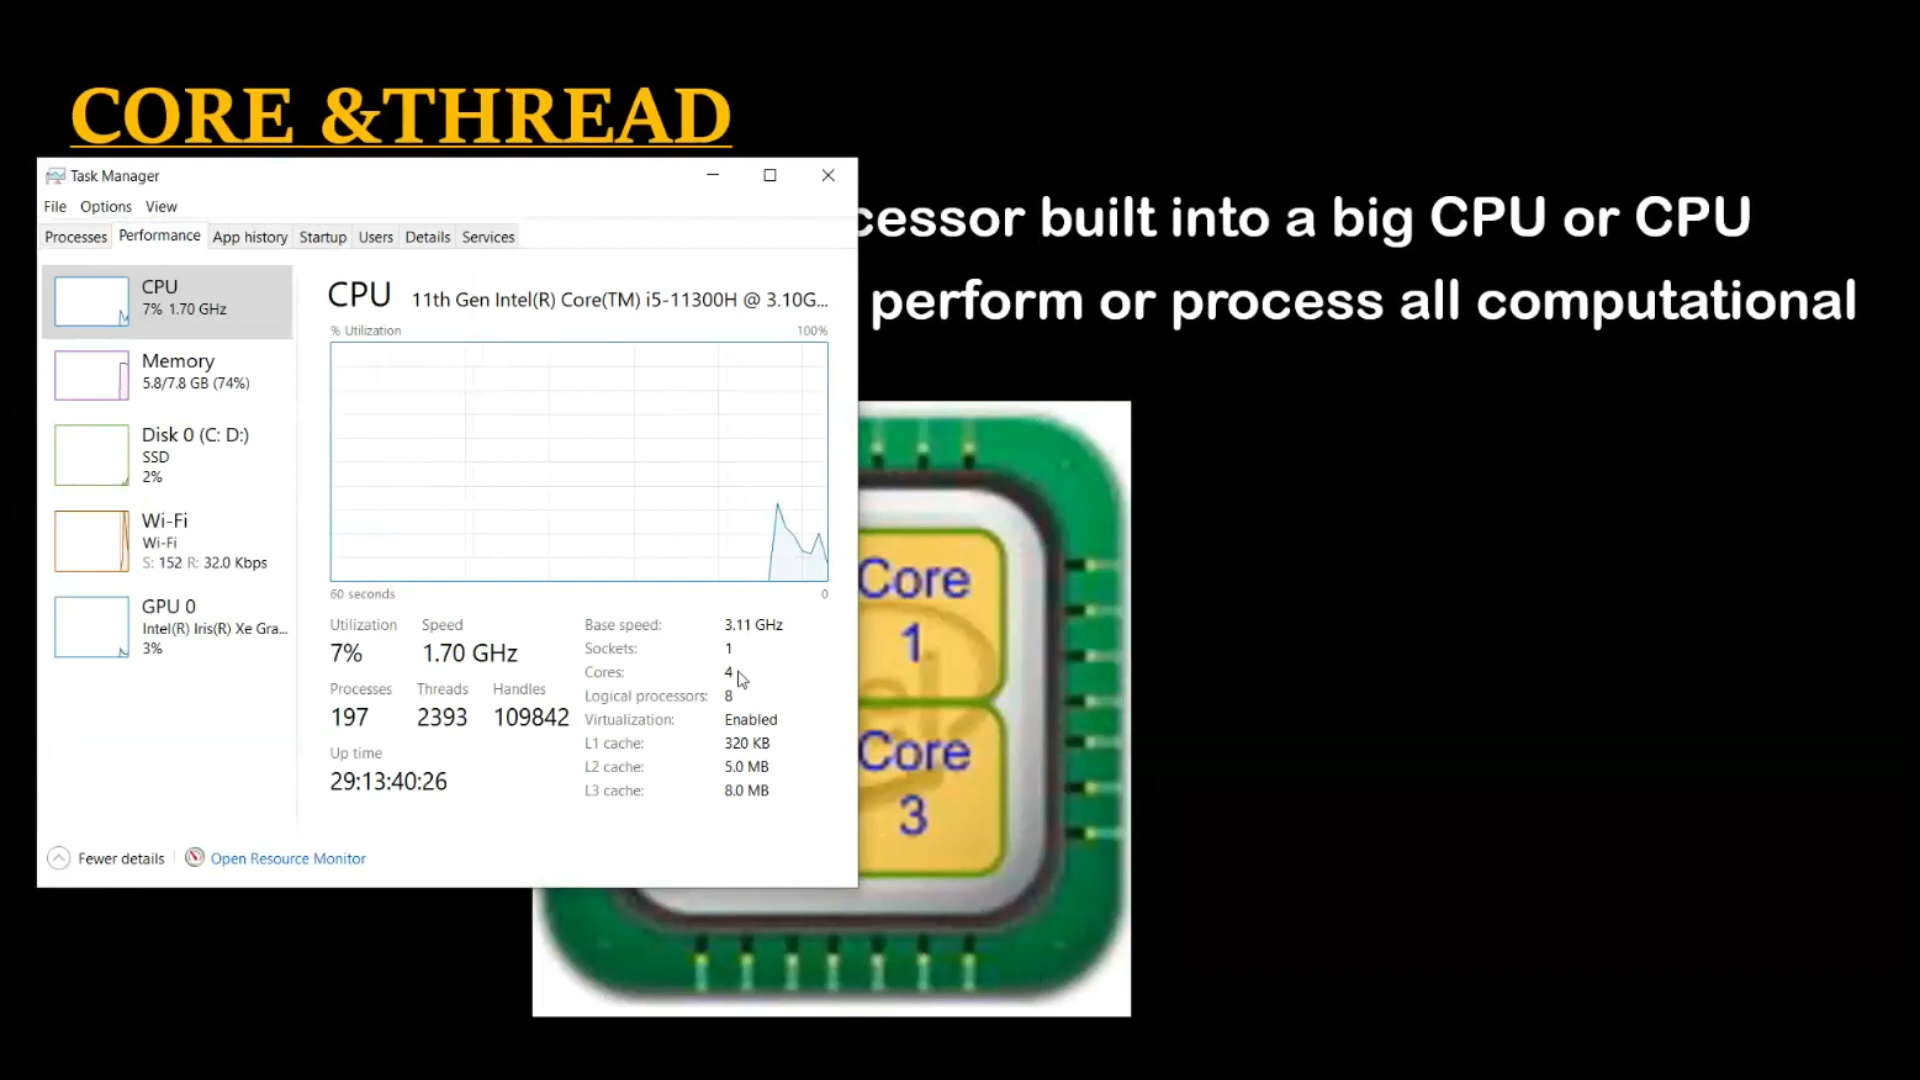 CORE &THREAD
Task Manager
File Options View
Processes Performance App history Startup Users Details Services
cessor built into a big CPU or CPU
perform or process all computational
CPU
7% 1.70 GHz
Memory
5.8/7.8 GB (74%)
Disk 0 (C: D:)
SSD
2%
Wi-Fi
Wi-Fi
S: 152 R: 32.0 Kbps
GPU 0
Intel(R) Iris(R) Xe Gra...
3%
CPU 11th Gen Intel(R) Core(TM) i5-11300H @ 3.10G...
% Utilization 100%
60 seconds 0
Utilization Speed
7% 1.70 GHz
Processes Threads Handles
197 2393 109842
Up time
29:13:40:26
Base speed: 3.11 GHz
Sockets: 1
Cores: 4
Logical processors: 8
Virtualization: Enabled
L1 cache: 320 KB
L2 cache: 5.0 MB
L3 cache: 8.0 MB
Fewer details Open Resource Monitor
Core
1
Core
3